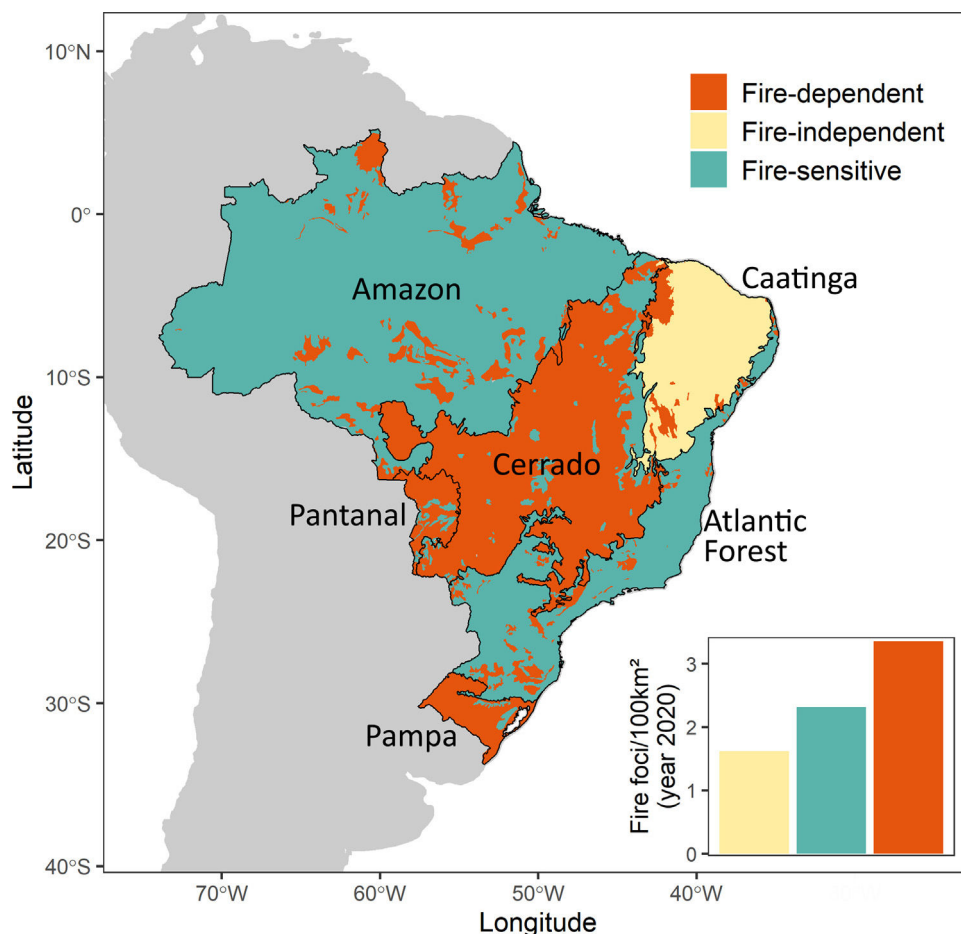 10°N
0°
10°S
20°S
30°S
40°S
Latitude
Fire-dependent
Fire-independent
Fire-sensitive
Amazon
Caatinga
Cerrado
Pantanal
Atlantic
Forest
Pampa
Fire foci/100km²
(year 2020)
3
2
1
0
70°W
60°W
50°W
40°W
Longitude